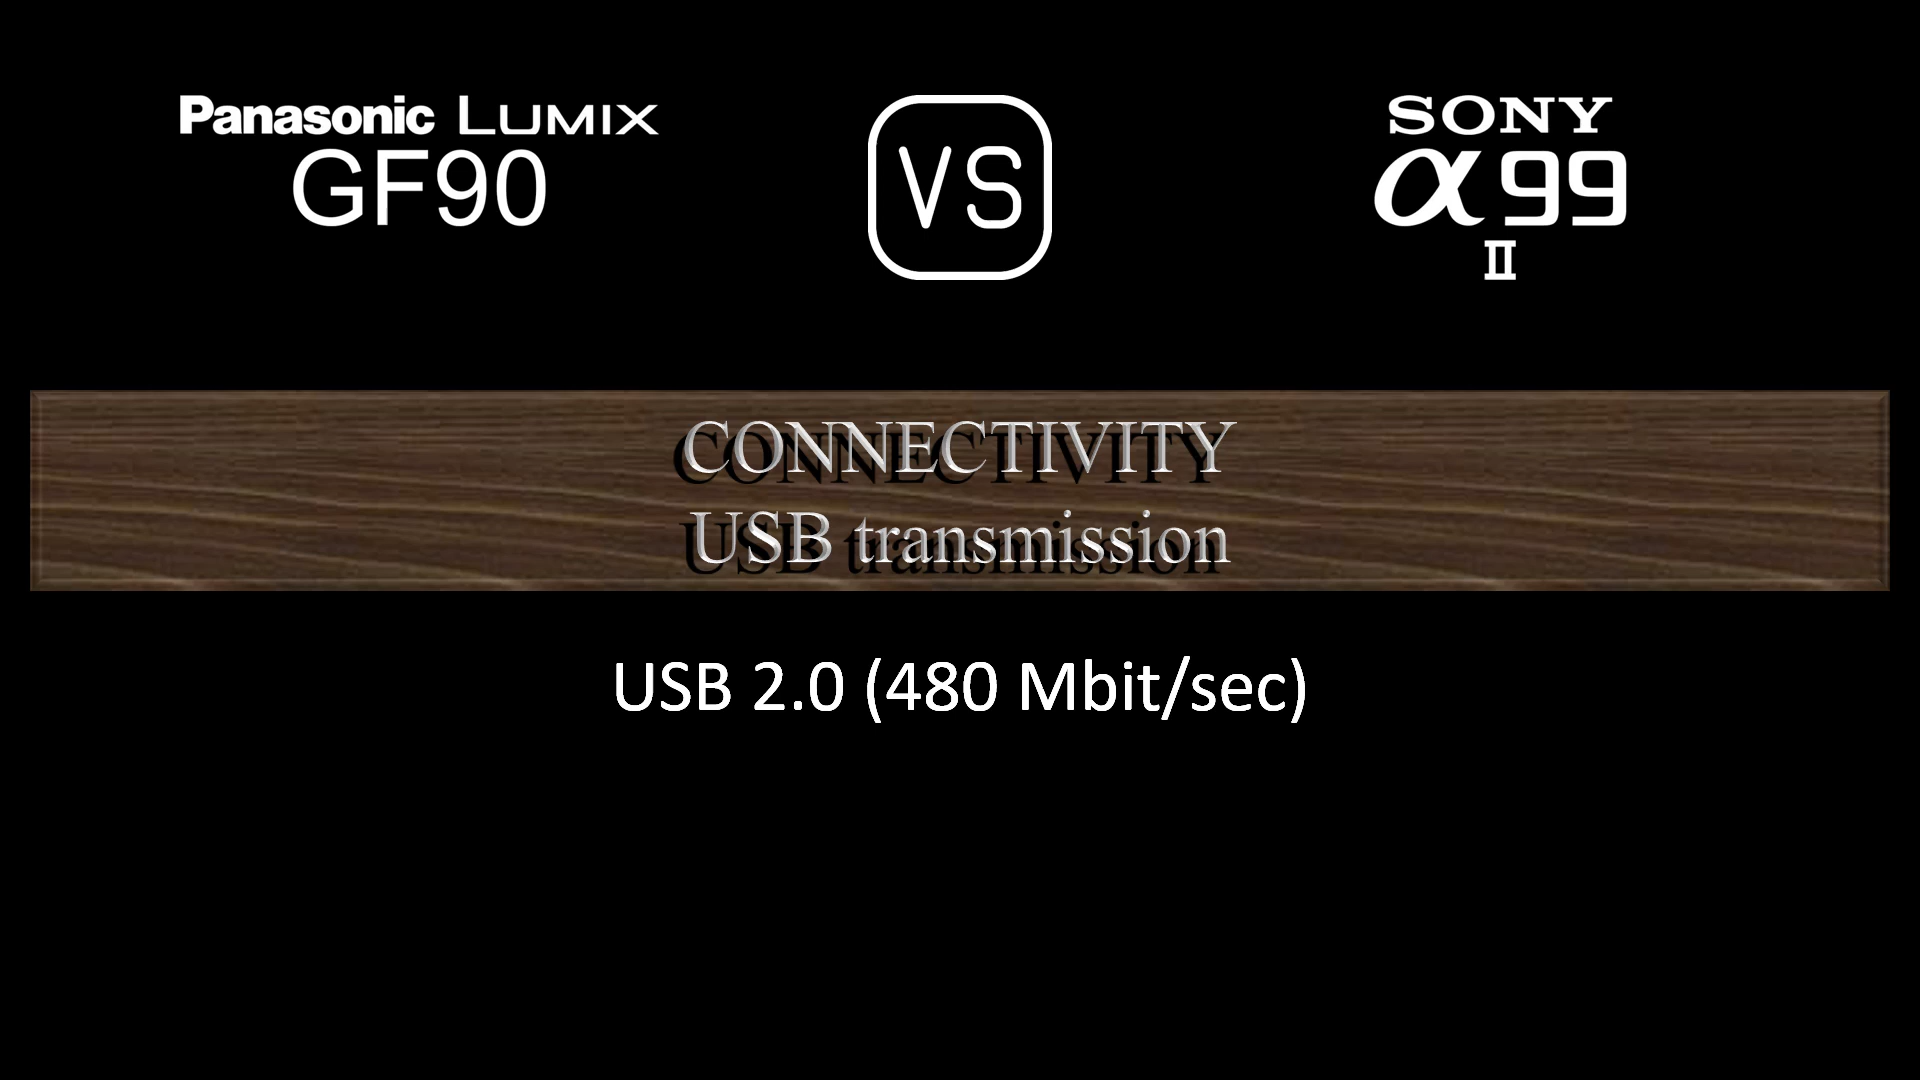 Panasonic LUMIX
GF90
VS
SONY
α99
II
CONNECTIVITY
USB transmission
USB 2.0 (480 Mbit/sec)